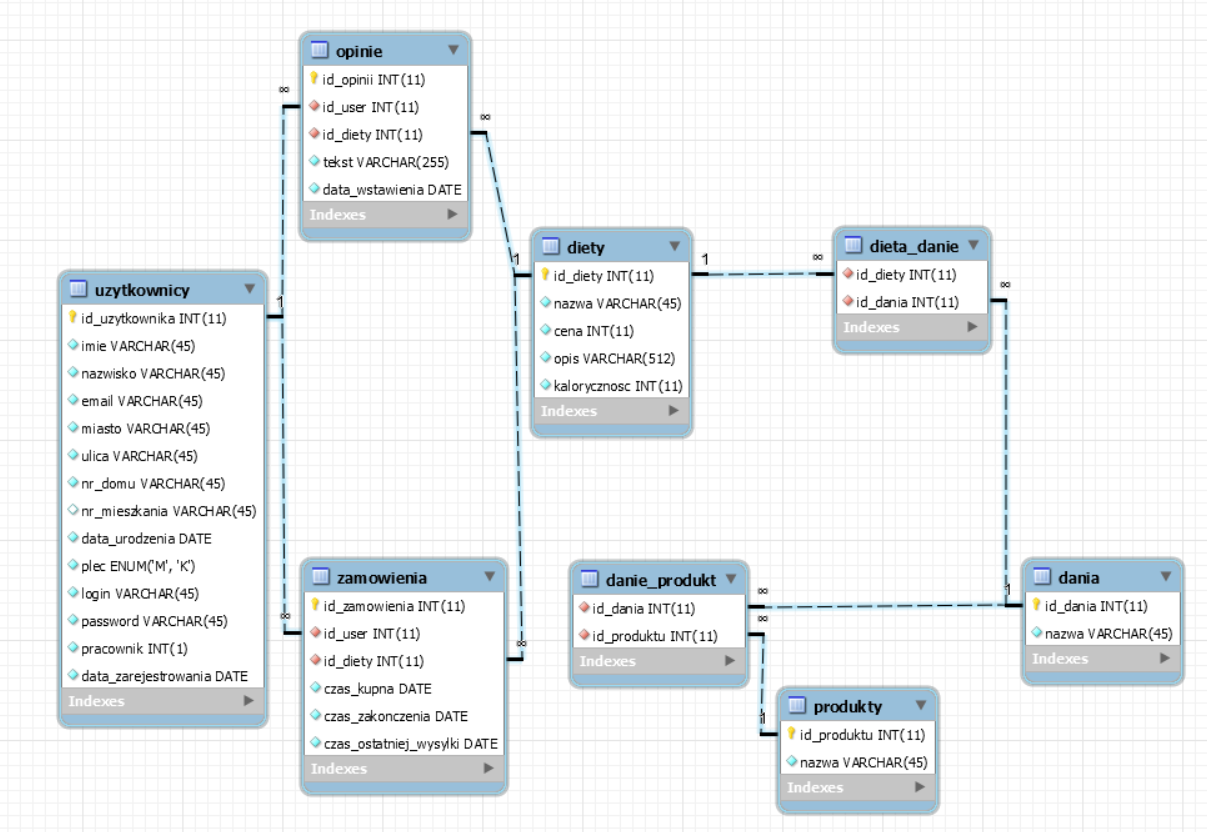 opinie
id_opinii INT(11)
id_user INT(11)
id_diety INT(11)
tekst VARCHAR(255)
data_wstawienia DATE
Indexes
∞
∞
uzytkownicy
id_uzytkownika INT(11)
imie VARCHAR(45)
nazwisko VARCHAR(45)
email VARCHAR(45)
miasto VARCHAR(45)
ulica VARCHAR(45)
nr_domu VARCHAR(45)
nr_mieszkania VARCHAR(45)
data_urodzenia DATE
plec ENUM('M', 'K')
login VARCHAR(45)
password VARCHAR(45)
pracownik INT(1)
data_zarejestrowania DATE
Indexes
1
diety
id_diety INT(11)
nazwa VARCHAR(45)
cena INT(11)
opis VARCHAR(512)
kalorycznosc INT(11)
Indexes
1
1
∞
dieta_danie
id_diety INT(11)
id_dania INT(11)
Indexes
∞
zamowienia
id_zamowienia INT(11)
id_user INT(11)
id_diety INT(11)
czas_kupna DATE
czas_zakonczenia DATE
czas_ostatniej_wysylki DATE
Indexes
∞
∞
danie_produkt
id_dania INT(11)
id_produktu INT(11)
Indexes
∞
∞
1
dania
id_dania INT(11)
nazwa VARCHAR(45)
Indexes
1
produkty
id_produktu INT(11)
nazwa VARCHAR(45)
Indexes